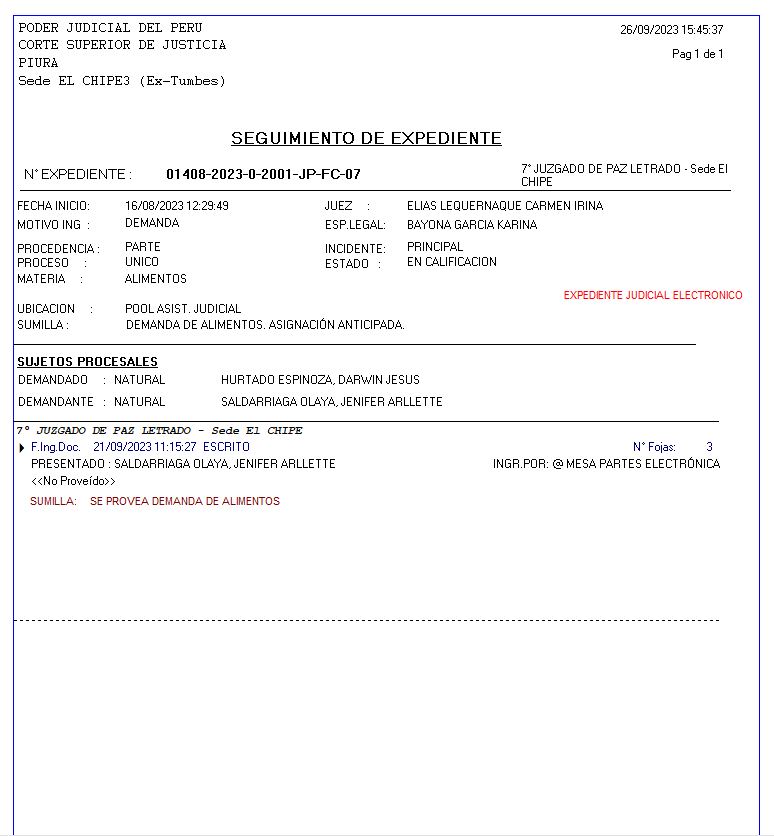 PODER JUDICIAL DEL PERU
CORTE SUPERIOR DE JUSTICIA
PIURA
Sede EL CHIPE3 (Ex-Tumbes)
26/09/2023 15:45:37
Pag 1 de 1
SEGUIMIENTO DE EXPEDIENTE
N° EXPEDIENTE : 01408-2023-0-2001-JP-FC-07 7° JUZGADO DE PAZ LETRADO - Sede El
CHIPE
FECHA INICIO: 16/08/2023 12:29:49 JUEZ : ELIAS LEQUERNAQUE CARMEN IRINA
MOTIVO ING : DEMANDA ESP.LEGAL: BAYONA GARCIA KARINA
PROCEDENCIA : PARTE INCIDENTE: PRINCIPAL
PROCESO : UNICO ESTADO : EN CALIFICACION
MATERIA : ALIMENTOS
EXPEDIENTE JUDICIAL ELECTRONICO
UBICACION : POOL ASIST. JUDICIAL
SUMILLA : DEMANDA DE ALIMENTOS. ASIGNACIÓN ANTICIPADA.
SUJETOS PROCESALES
DEMANDADO : NATURAL HURTADO ESPINOZA, DARWIN JESUS
DEMANDANTE : NATURAL SALDARRIAGA OLAYA, JENIFER ARLLETTE
7° JUZGADO DE PAZ LETRADO - Sede El CHIPE
F.Ing.Doc. 21/09/2023 11:15:27 ESCRITO N° Fojas: 3
PRESENTADO : SALDARRIAGA OLAYA, JENIFER ARLLETTE INGR.POR: @ MESA PARTES ELECTRÓNICA
<<No Proveído>>
SUMILLA: SE PROVEA DEMANDA DE ALIMENTOS